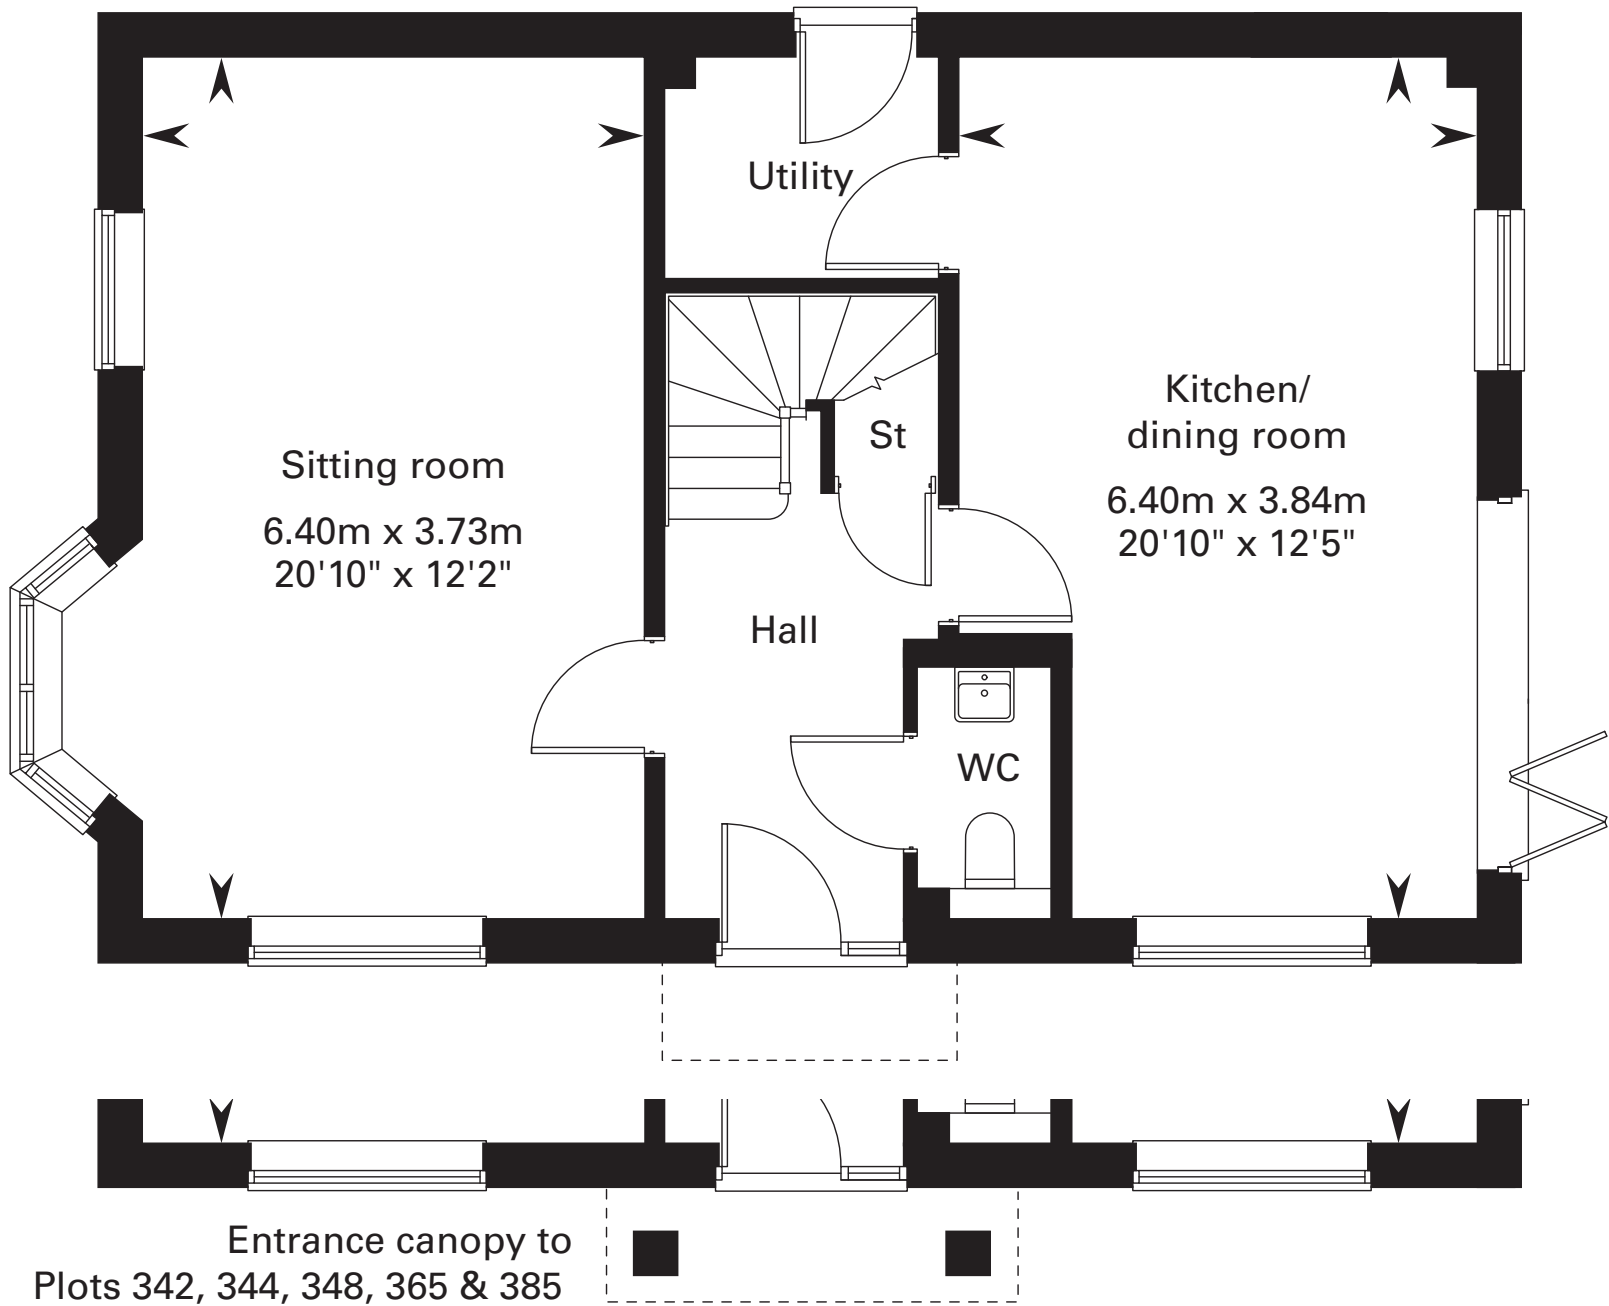 Utility
Kitchen/
dining room
6.40m x 3.84m
20'10" x 12'5"
St
Sitting room
6.40m x 3.73m
20'10" x 12'2"
Hall
WC
Entrance canopy to
Plots 342, 344, 348, 365 & 385